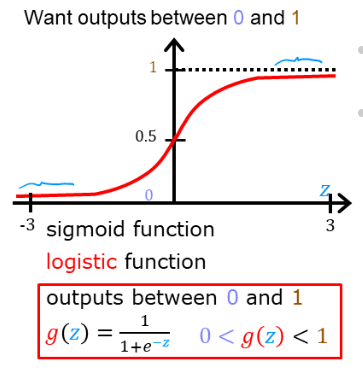 Want outputs between 0 and 1
1
0.5
0
z
-3
3
sigmoid function
logistic function
outputs between 0 and 1
g(z) = 1/(1+e^{-z})   0 < g(z) < 1